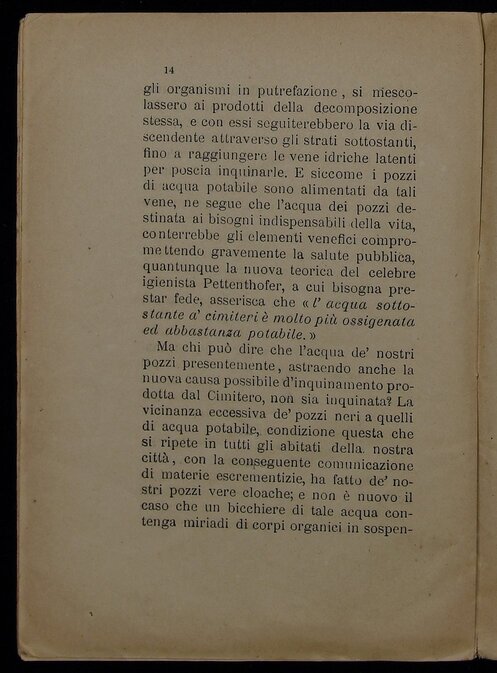 14
gli organismi in putrefazione, si mesco-
lassero ai prodotti della decomposizione
stessa, e con essi seguiterebbero la via di-
scendente attraverso gli strati sottostanti,
fino a raggiungere le vene idriche latenti
per poscia inquinarle. E siccome i pozzi
di acqua potabile sono alimentati da tali
vene, ne segue che l'acqua dei pozzi de-
stinata ai bisogni indispensabili della vita,
conterrebbe gli elementi venefici compro-
mettendo gravemente la salute pubblica,
quantunque la nuova teorica del celebre
igienista Pettenthofer, a cui bisogna pre-
star fede, asserisca che « l' acqua sotto-
stante a' cimiteri è molto più ossigenata
ed abbastanza potabile. »
Ma chi può dire che l'acqua de' nostri
pozzi presentemente, astraendo anche la
nuova causa possibile d'inquinamento pro-
dotta dal Cimitero, non sia inquinata? La
vicinanza eccessiva de' pozzi neri a quelli
di acqua potabile, condizione questa che
si ripete in tutti gli abitati della nostra
città, con la conseguente comunicazione
di materie escrementizie, ha fatto de' no-
stri pozzi vere cloache; e non è nuovo il
caso che un bicchiere di tale acqua con-
tenga miriadi di corpi organici in sospen-